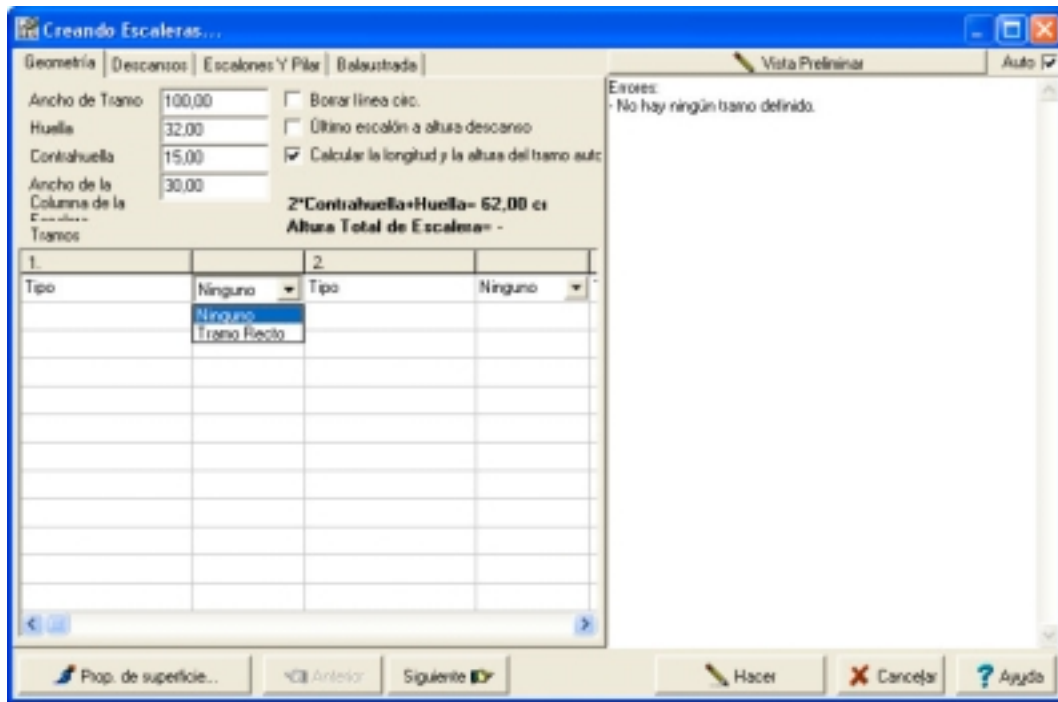 Creando Escaleras...
Geometría Descansos Escalones Y Pilar Balaustrada
Vista Preliminar Auto
Ancho de Tramo 100,00
Borrar línea circ.
Huella 32,00
Último escalón a altura descanso
Contrahuella 15,00
Calcular la longitud y la altura del tramo auto
Ancho de la Columna de la
30,00
2*Contrahuella+Huella= 62,00
Altura Total de Escalera= -
Tramos
Errores:
- No hay ningún tramo definido.
1. 2.
Tipo Ninguno Tipo Ninguno
Ninguno
Tramo Recto
Prop. de superficie... Anterior Siguiente Hacer Cancelar Ayuda